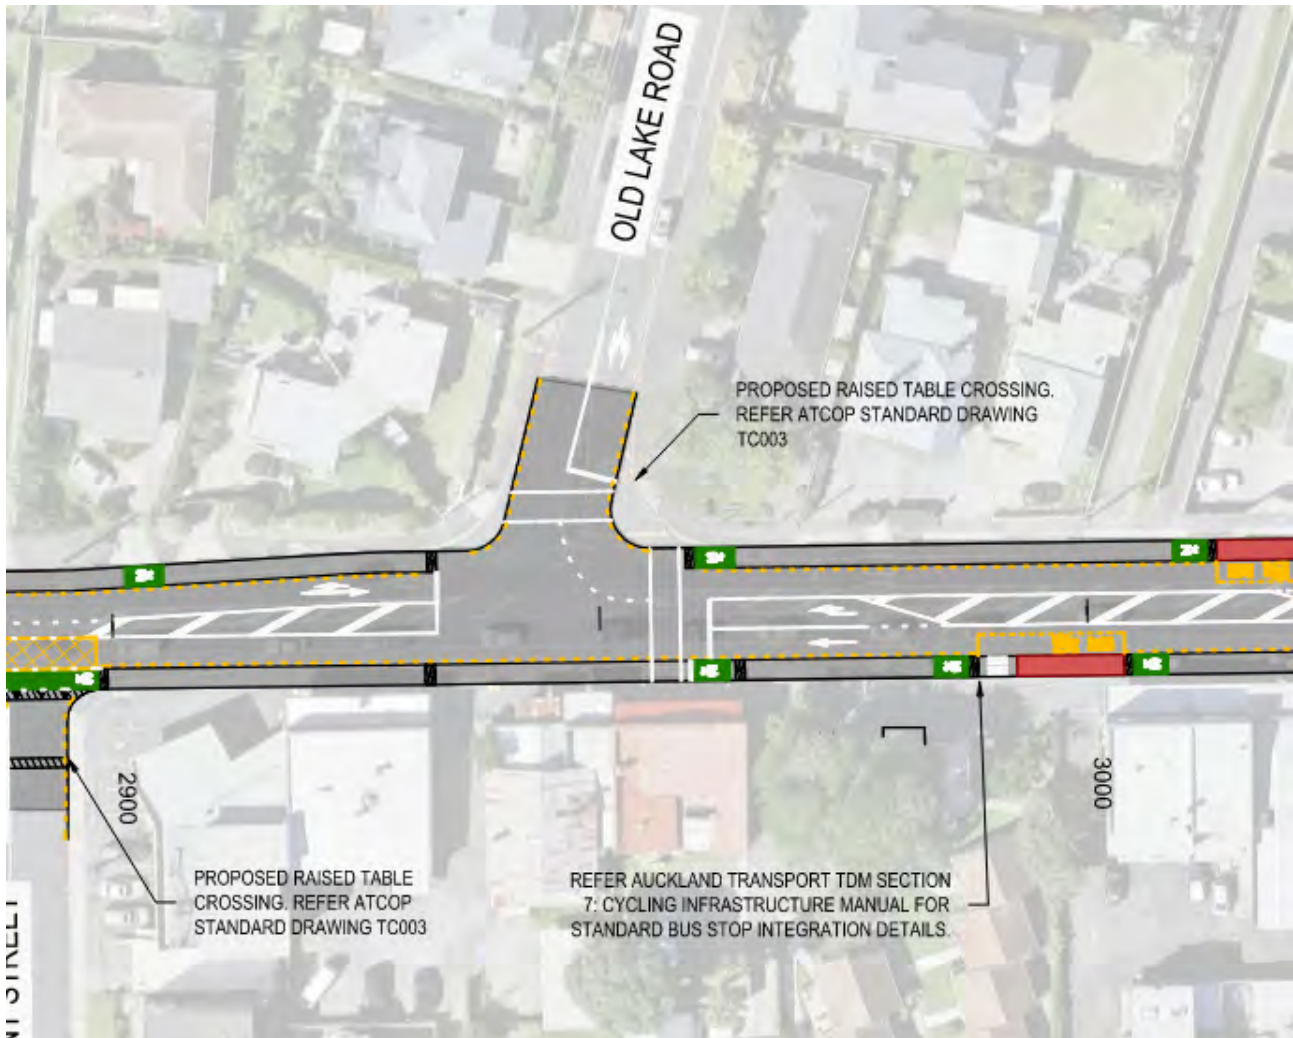 OLD LAKE ROAD
PROPOSED RAISED TABLE CROSSING.
REFER ATCOP STANDARD DRAWING
TC003
2900
3000
PROPOSED RAISED TABLE
CROSSING. REFER ATCOP
STANDARD DRAWING TC003
REFER AUCKLAND TRANSPORT TDM SECTION
7: CYCLING INFRASTRUCTURE MANUAL FOR
STANDARD BUS STOP INTEGRATION DETAILS.
STREET